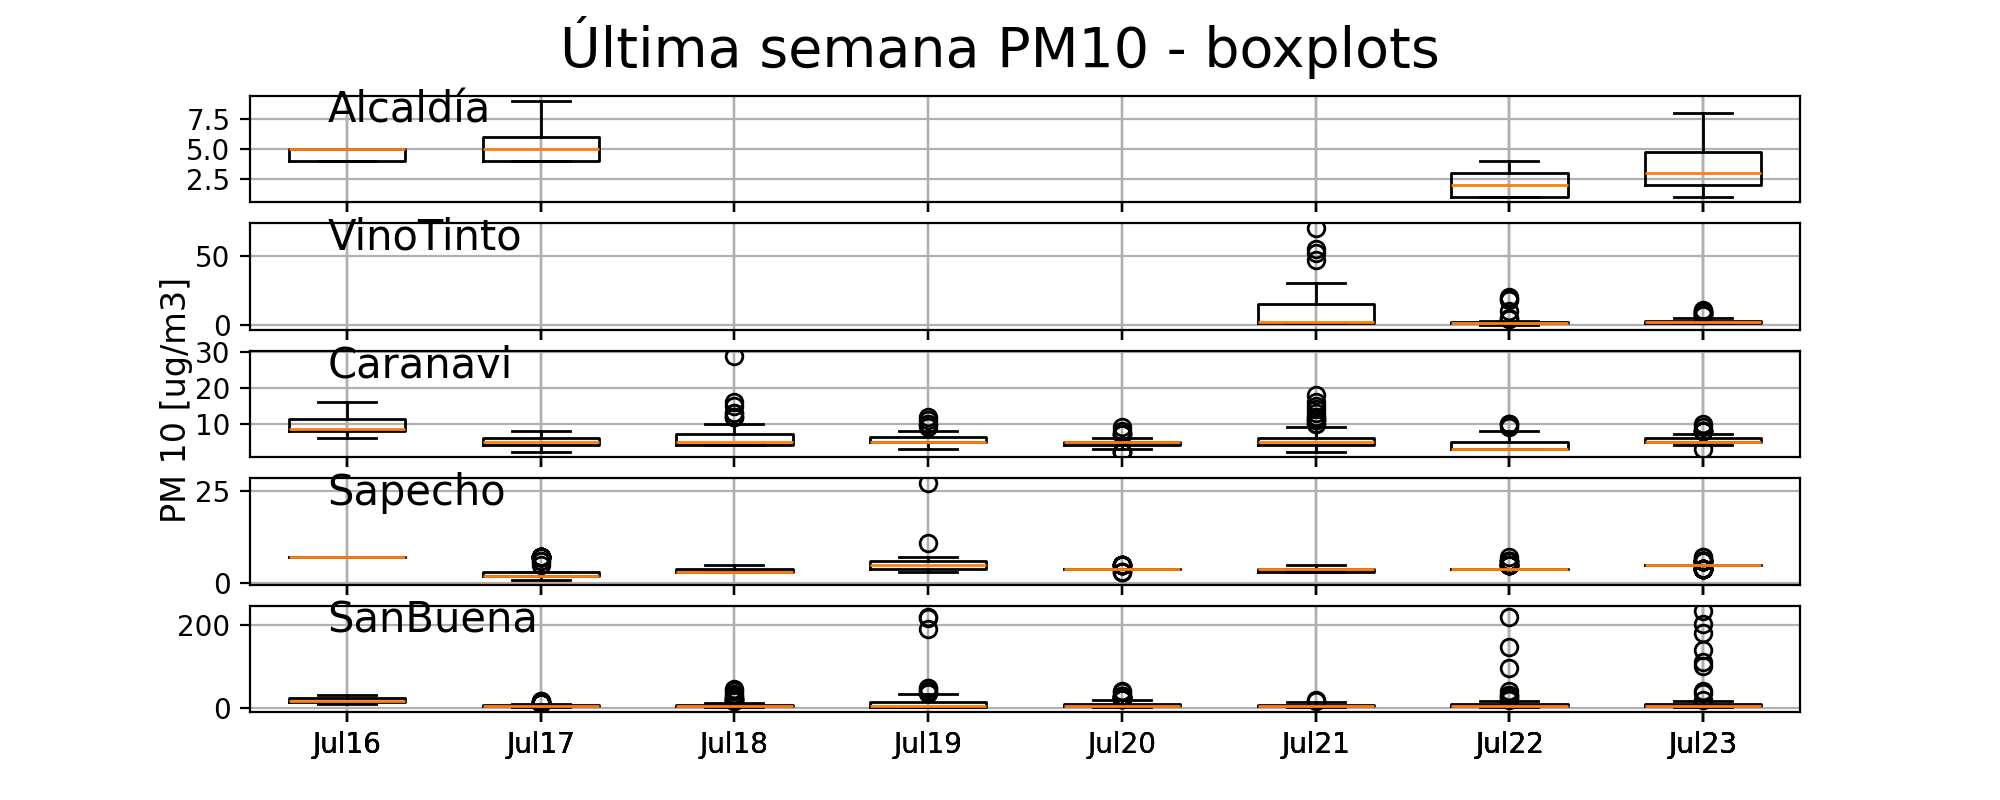 Última semana PM10 - boxplots
Alcaldía
7.5
5.0
2.5
VinoTinto
50
0
PM 10 [ug/m3]
Caranavi
30
20
10
Sapecho
25
0
SanBuena
200
0
Jul16 Jul17 Jul18 Jul19 Jul20 Jul21 Jul22 Jul23